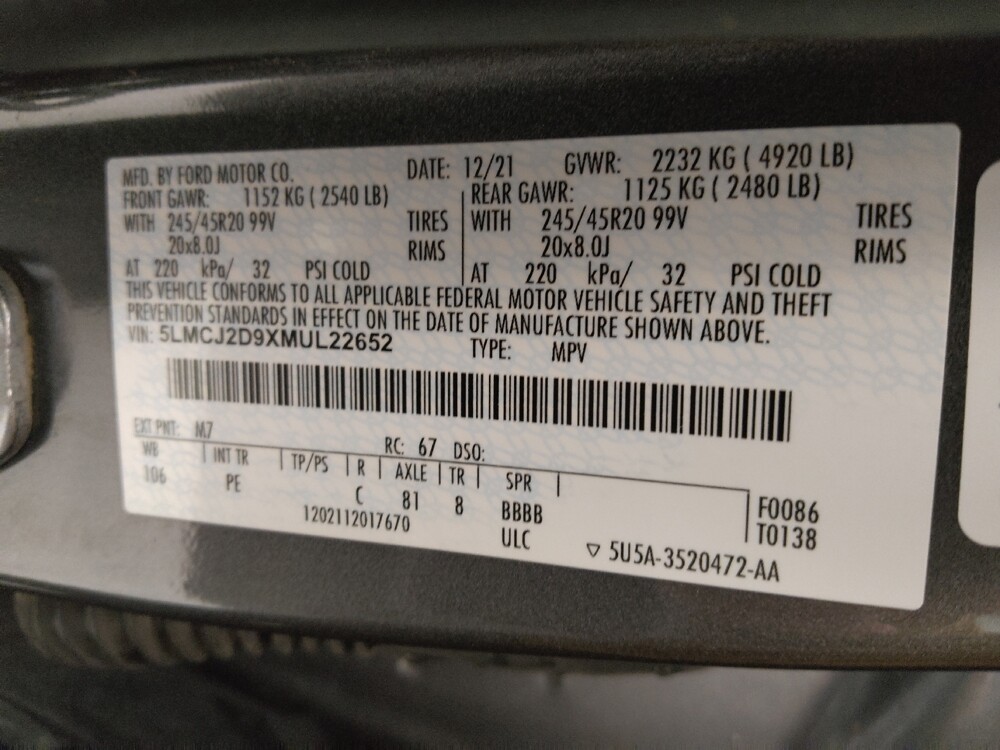 MFD. BY FORD MOTOR CO. DATE: 12/21 GVWR: 2232 KG ( 4920 LB)
FRONT GAWR: 1152 KG ( 2540 LB) REAR GAWR: 1125 KG ( 2480 LB)
WITH 245/45R20 99V TIRES WITH 245/45R20 99V TIRES
20x8.0J RIMS 20x8.0J RIMS
AT 220 kPa/ 32 PSI COLD AT 220 kPa/ 32 PSI COLD
THIS VEHICLE CONFORMS TO ALL APPLICABLE FEDERAL MOTOR VEHICLE SAFETY AND THEFT
PREVENTION STANDARDS IN EFFECT ON THE DATE OF MANUFACTURE SHOWN ABOVE.
VIN: 5LMCJ2D9XMUL22652 TYPE: MPV
EXT PNT: M7 RC: 67 DSO:
WB INT TR TP/PS R AXLE TR SPR
106 PE C 81 8 BBBB F0086
1202112017670 ULC T0138
▽ 5U5A-3520472-AA